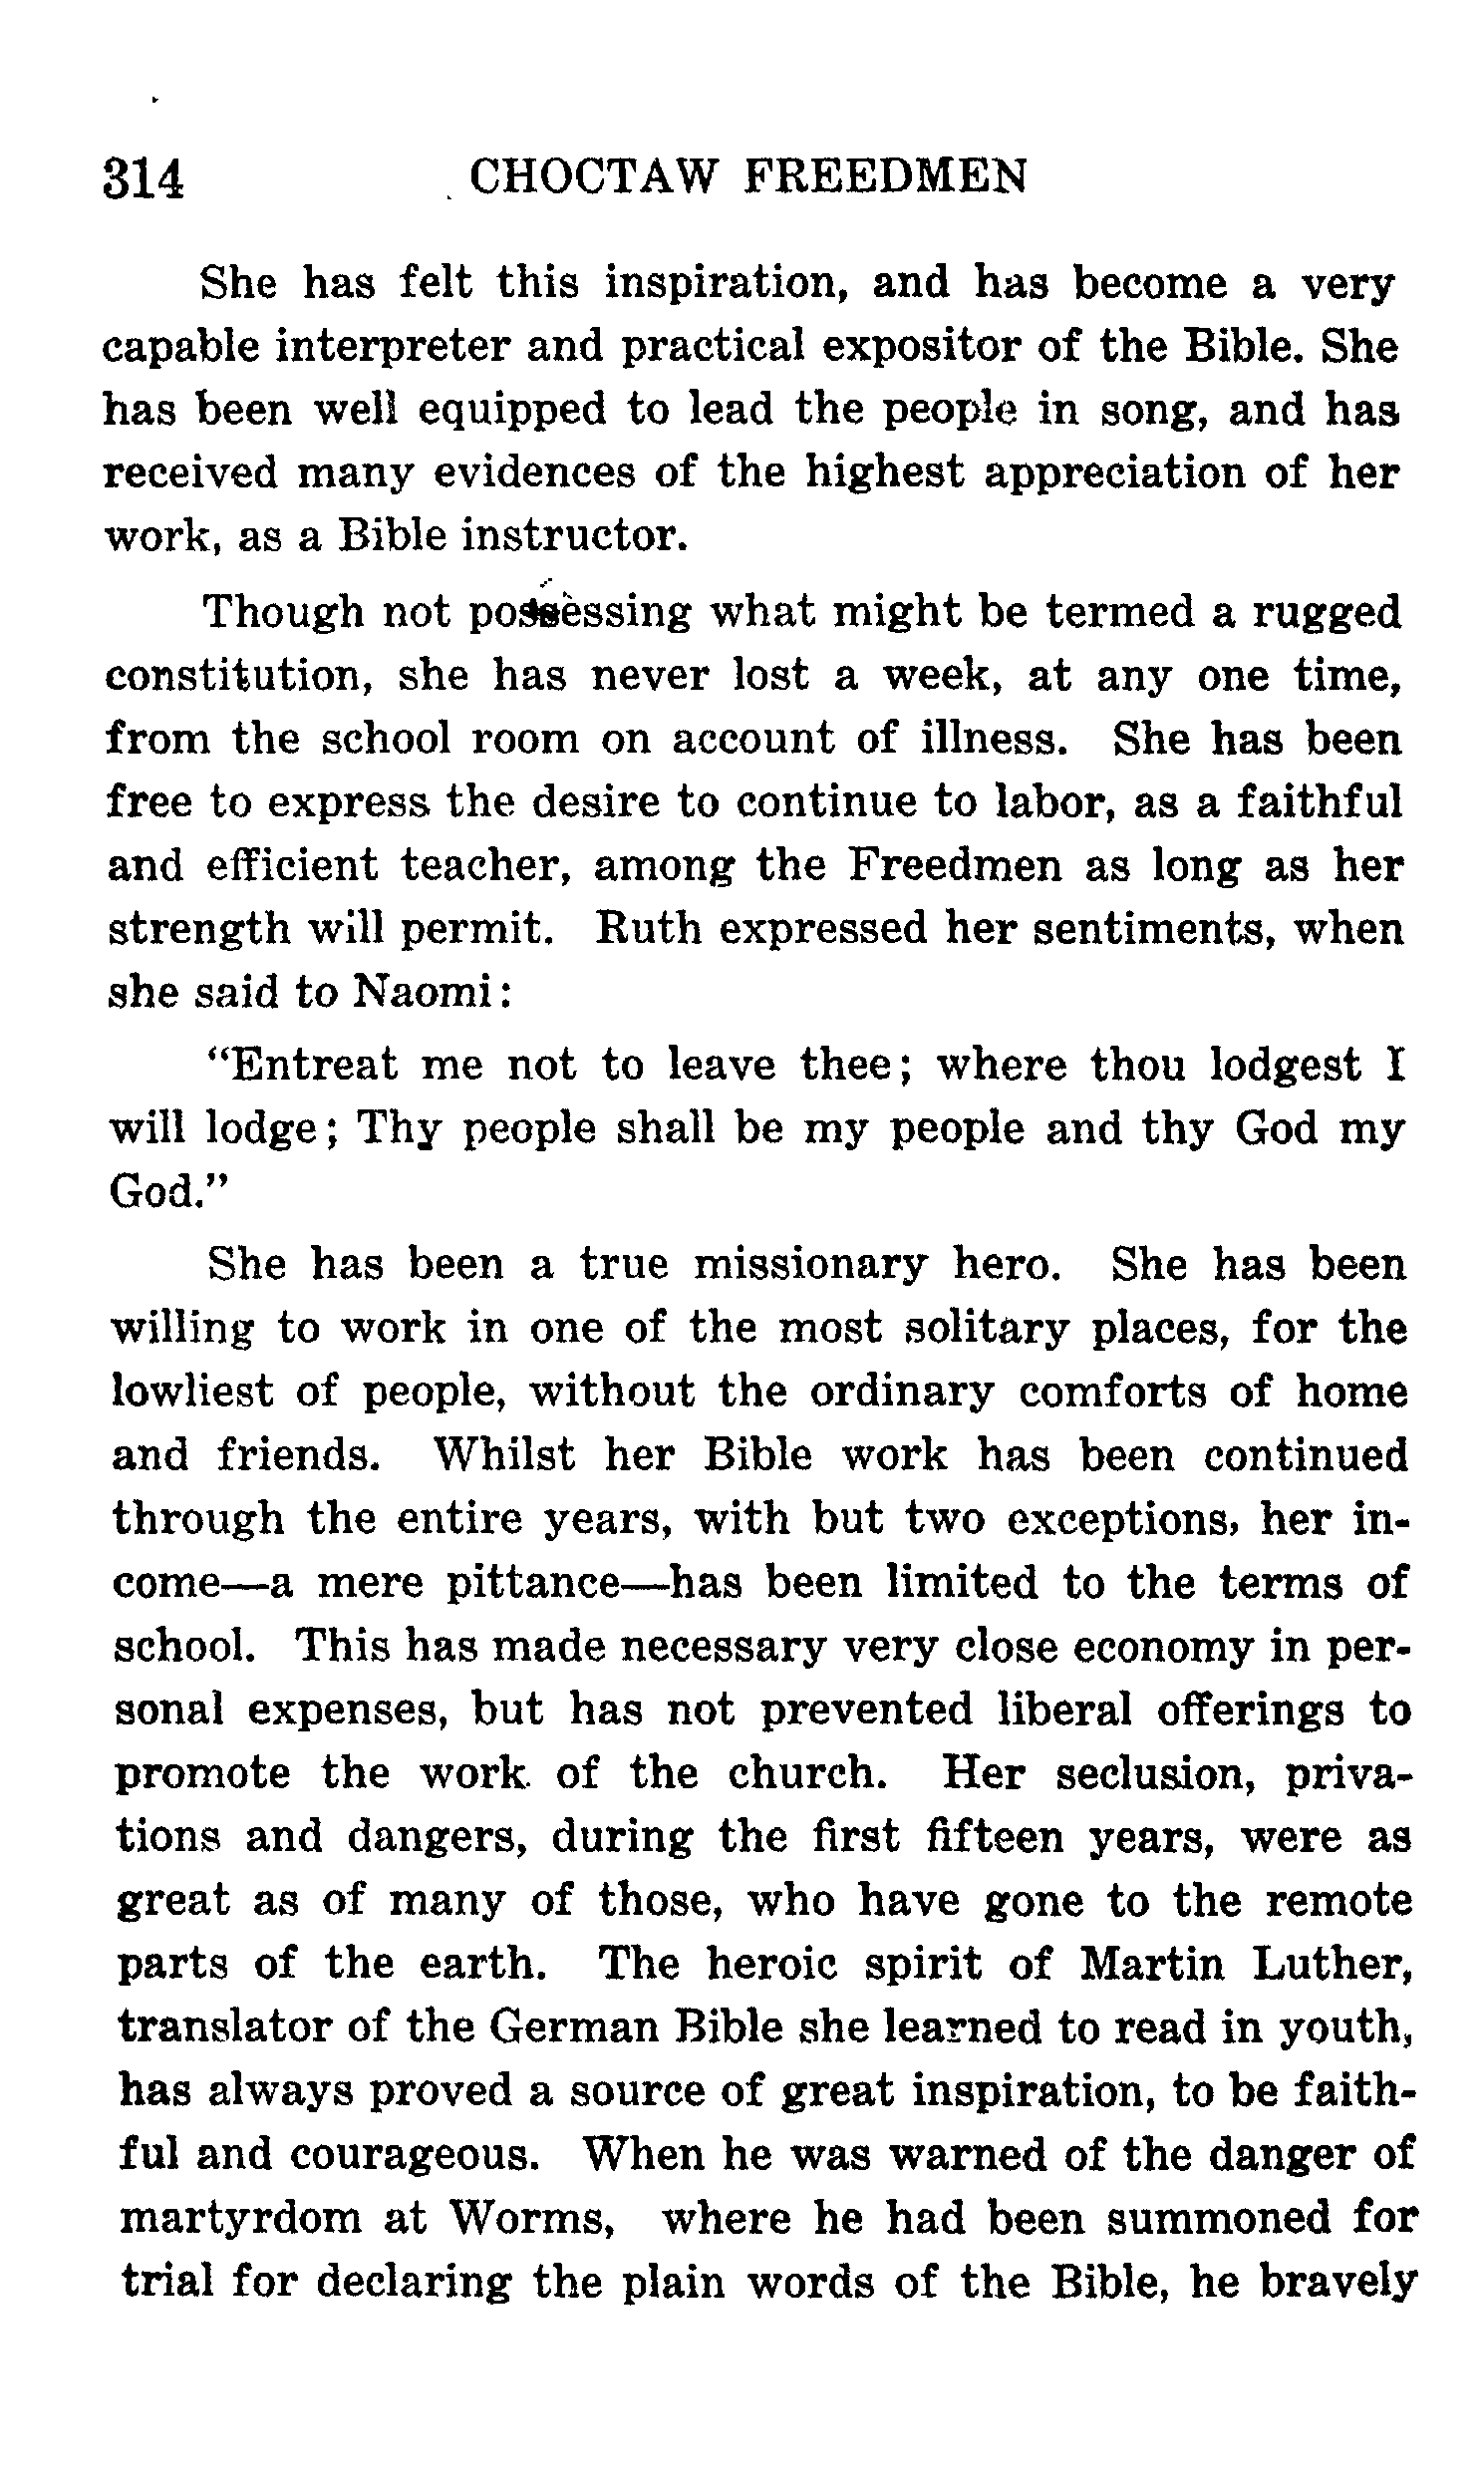 314 CHOCTAW FREEDMEN
She has felt this inspiration, and has become a very
capable interpreter and practical expositor of the Bible. She
has been well equipped to lead the people in song, and has
received many evidences of the highest appreciation of her
work, as a Bible instructor.
Though not possessing what might be termed a rugged
constitution, she has never lost a week, at any one time,
from the school room on account of illness. She has been
free to express the desire to continue to labor, as a faithful
and efficient teacher, among the Freedmen as long as her
strength will permit. Ruth expressed her sentiments, when
she said to Naomi:
"Entreat me not to leave thee; where thou lodgest I
will lodge; Thy people shall be my people and thy God my
God."
She has been a true missionary hero. She has been
willing to work in one of the most solitary places, for the
lowliest of people, without the ordinary comforts of home
and friends. Whilst her Bible work has been continued
through the entire years, with but two exceptions, her in-
come—a mere pittance—has been limited to the terms of
school. This has made necessary very close economy in per-
sonal expenses, but has not prevented liberal offerings to
promote the work of the church. Her seclusion, priva-
tions and dangers, during the first fifteen years, were as
great as of many of those, who have gone to the remote
parts of the earth. The heroic spirit of Martin Luther,
translator of the German Bible she learned to read in youth,
has always proved a source of great inspiration, to be faith-
ful and courageous. When he was warned of the danger of
martyrdom at Worms, where he had been summoned for
trial for declaring the plain words of the Bible, he bravely